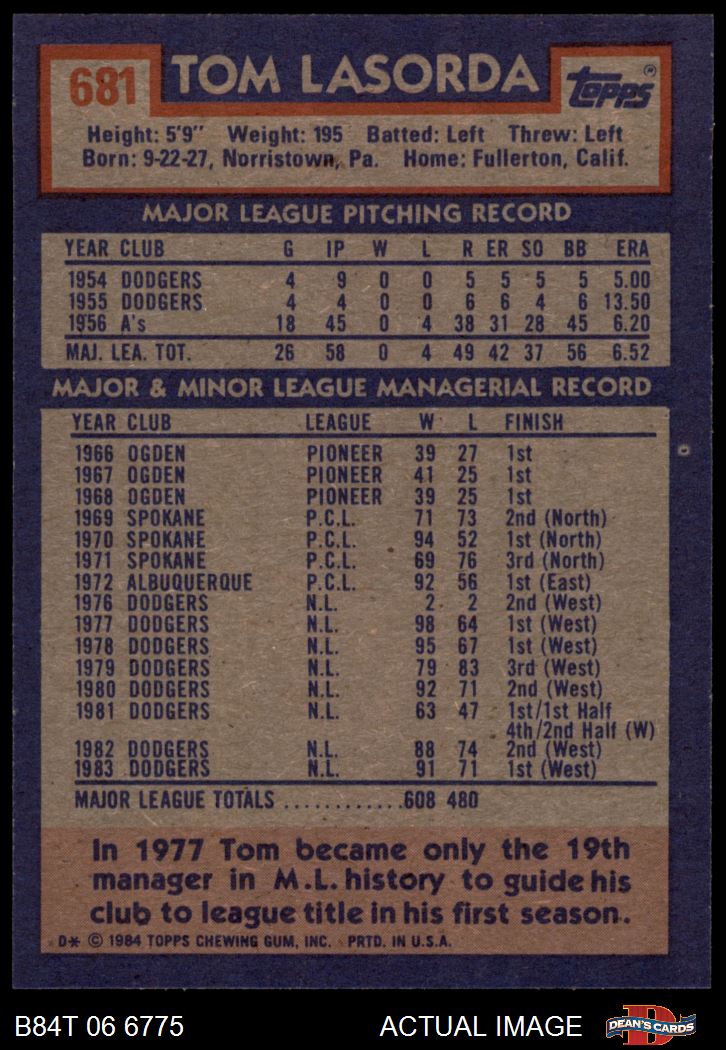 681 TOM LASORDA Topps®
Height: 5'9" Weight: 195 Batted: Left Threw: Left
Born: 9-22-27, Norristown, Pa. Home: Fullerton, Calif.
MAJOR LEAGUE PITCHING RECORD
YEAR CLUB G IP W L R ER SO BB ERA
1954 DODGERS 4 9 0 0 5 5 5 5 5.00
1955 DODGERS 4 4 0 0 6 6 4 6 13.50
1956 A's 18 45 0 4 38 31 28 45 6.20
MAJ. LEA. TOT. 26 58 0 4 49 42 37 56 6.52
MAJOR & MINOR LEAGUE MANAGERIAL RECORD
YEAR CLUB LEAGUE W L FINISH
1966 OGDEN PIONEER 39 27 1st
1967 OGDEN PIONEER 41 25 1st
1968 OGDEN PIONEER 39 25 1st
1969 SPOKANE P.C.L. 71 73 2nd (North)
1970 SPOKANE P.C.L. 94 52 1st (North)
1971 SPOKANE P.C.L. 69 76 3rd (North)
1972 ALBUQUERQUE P.C.L. 92 56 1st (East)
1976 DODGERS N.L. 2 2 2nd (West)
1977 DODGERS N.L. 98 64 1st (West)
1978 DODGERS N.L. 95 67 1st (West)
1979 DODGERS N.L. 79 83 3rd (West)
1980 DODGERS N.L. 92 71 2nd (West)
1981 DODGERS N.L. 63 47 1st/1st Half
4th/2nd Half (W)
1982 DODGERS N.L. 88 74 2nd (West)
1983 DODGERS N.L. 91 71 1st (West)
MAJOR LEAGUE TOTALS ............608 480
In 1977 Tom became only the 19th
manager in M.L. history to guide his
club to league title in his first season.
D* © 1984 TOPPS CHEWING GUM, INC. PRTD. IN U.S.A.
B84T 06 6775 ACTUAL IMAGE D DEAN'S CARDS